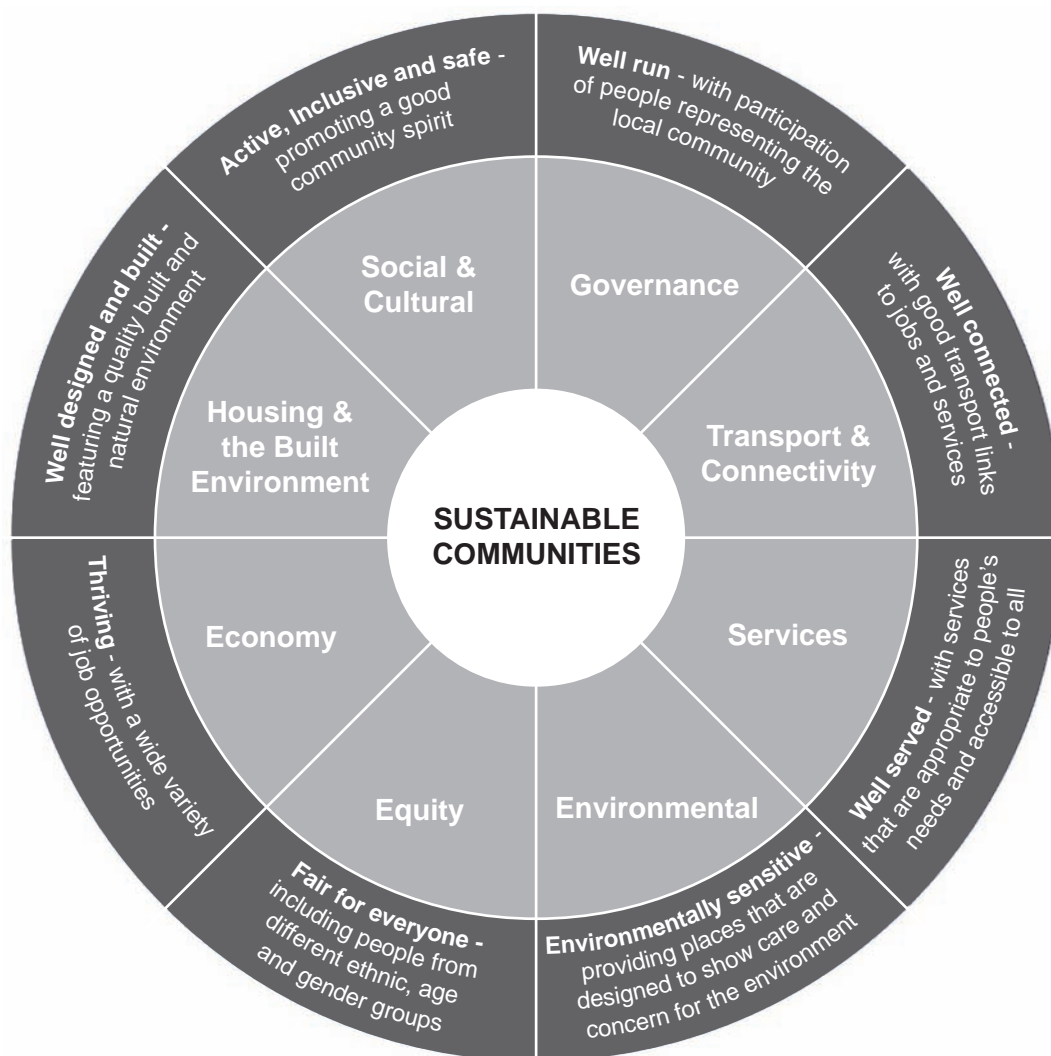 SUSTAINABLE
COMMUNITIES
Social &
Cultural
Active, Inclusive and safe -
promoting a good
community spirit
Governance
Well run - with participation
of people representing the
local community
Transport &
Connectivity
Well connected -
with good transport links
to jobs and services
Services
Well served - with services
that are appropriate to people's
needs and accessible to all
Environmental
Environmentally sensitive -
providing places that are
designed to show care and
concern for the environment
Equity
Fair for everyone -
including people from
different ethnic, age
and gender groups
Economy
Thriving - with a wide variety
of job opportunities
Housing &
the Built
Environment
Well designed and built -
featuring a quality built and
natural environment